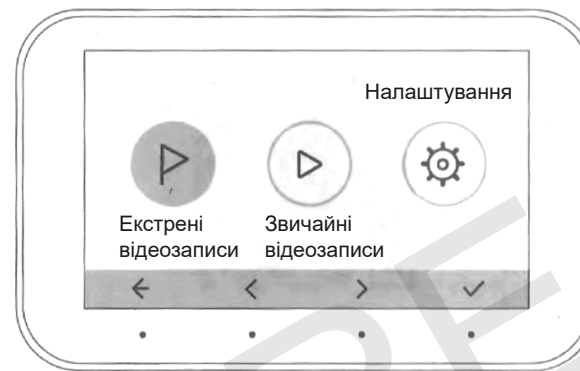 Налаштування
Екстрені
відеозаписи
Звичайні
відеозаписи